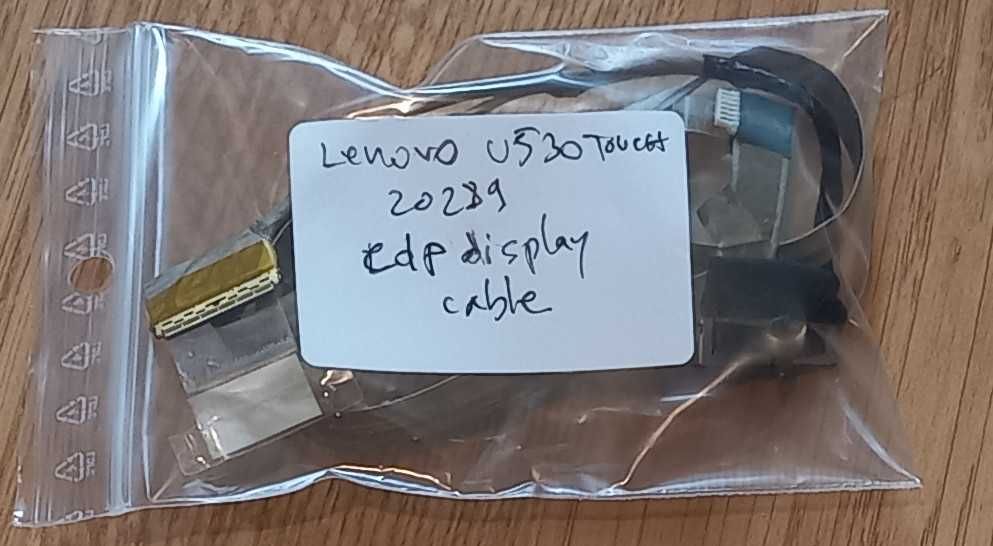 Lenovo U530 Touch
20289
edp display
cable